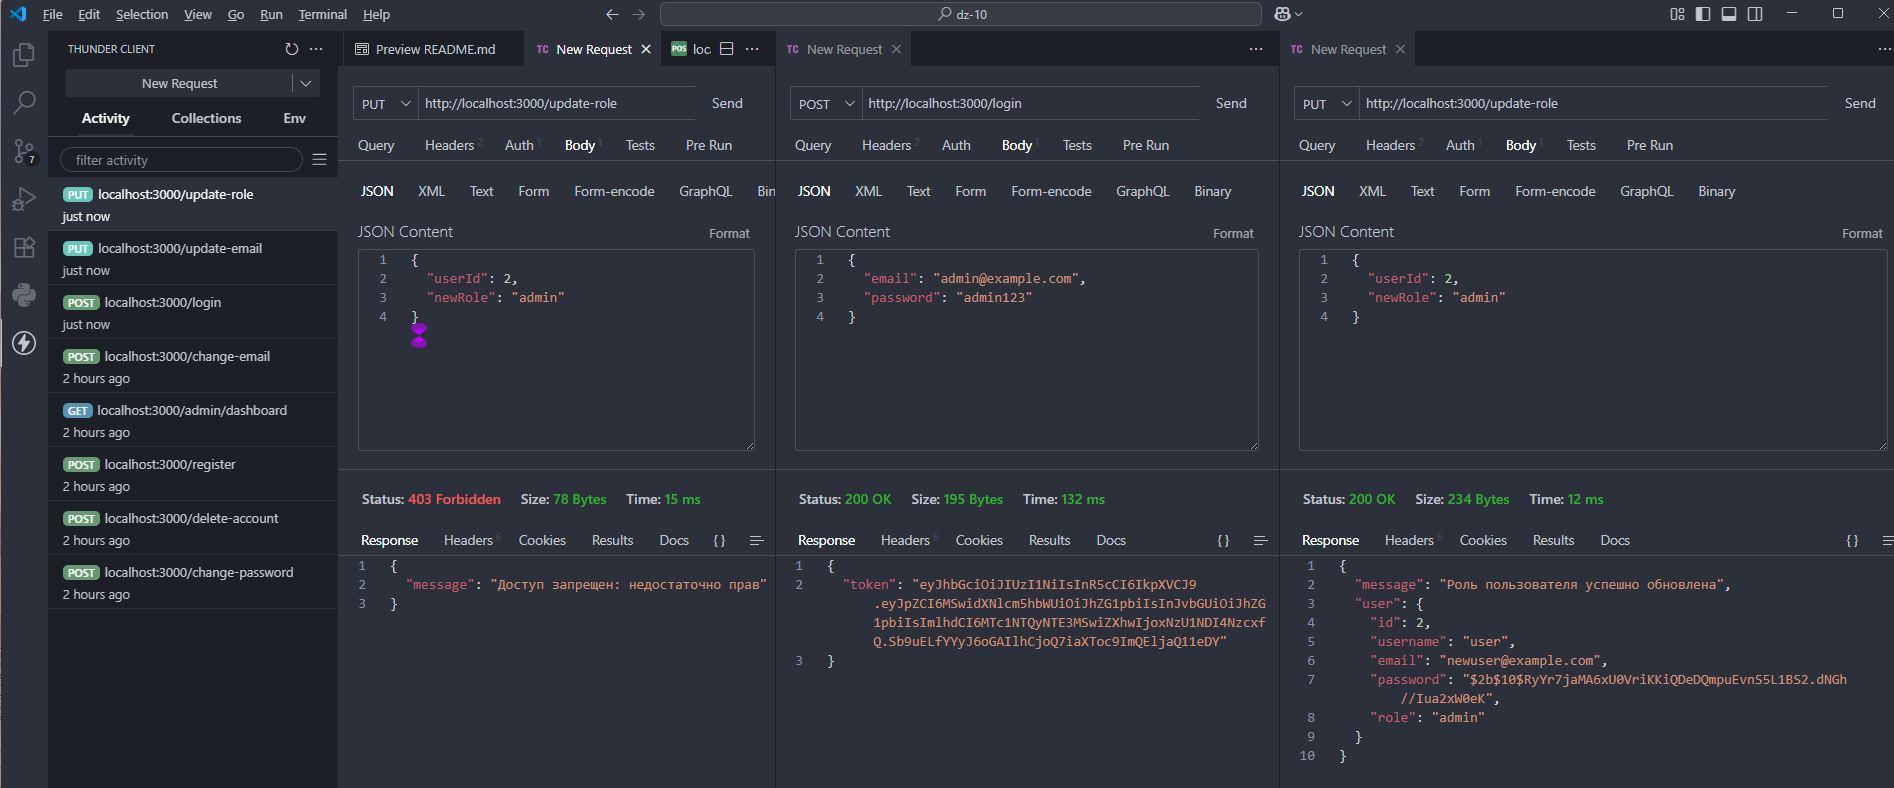 File Edit Selection View Go Run Terminal Help
dz-10
THUNDER CLIENT
New Request
Activity Collections Env
filter activity
PUT localhost:3000/update-role
just now
PUT localhost:3000/update-email
just now
POST localhost:3000/login
just now
POST localhost:3000/change-email
2 hours ago
GET localhost:3000/admin/dashboard
2 hours ago
POST localhost:3000/register
2 hours ago
POST localhost:3000/delete-account
2 hours ago
POST localhost:3000/change-password
2 hours ago
7
Preview README.md
TC New Request
POS loc
PUT http://localhost:3000/update-role Send
Query Headers 2 Auth 1 Body 1 Tests Pre Run
JSON XML Text Form Form-encode GraphQL Bin
JSON Content Format
1 {
2 "userId": 2,
3 "newRole": "admin"
4 }
Status: 403 Forbidden Size: 78 Bytes Time: 15 ms
Response Headers 6 Cookies Results Docs { }
1 {
2 "message": "Доступ запрещен: недостаточно прав"
3 }
TC New Request
POST http://localhost:3000/login Send
Query Headers 2 Auth Body 1 Tests Pre Run
JSON XML Text Form Form-encode GraphQL Binary
JSON Content Format
1 {
2 "email": "admin@example.com",
3 "password": "admin123"
4 }
Status: 200 OK Size: 195 Bytes Time: 132 ms
Response Headers 6 Cookies Results Docs { }
1 {
2 "token": "eyJhbGciOiJIUzI1NiIsInR5cCI6IkpXVCJ9
.eyJpZCI6MSwidXNlcm5hbWUiOiJhZG1pbiIsInJvbGUiOiJhZG
1pbiIsImlhdCI6MTc1NTQyNTE3MSwiZXhwIjoxNzU1NDI4Nzcxf
Q.Sb9uELfYYyJ6oGAIlhCjoQ7iaXToc9ImQEljaQ11eDY"
3 }
TC New Request
PUT http://localhost:3000/update-role Send
Query Headers 2 Auth 1 Body 1 Tests Pre Run
JSON XML Text Form Form-encode GraphQL Binary
JSON Content Format
1 {
2 "userId": 2,
3 "newRole": "admin"
4 }
Status: 200 OK Size: 234 Bytes Time: 12 ms
Response Headers 6 Cookies Results Docs { }
1 {
2 "message": "Роль пользователя успешно обновлена",
3 "user": {
4 "id": 2,
5 "username": "user",
6 "email": "newuser@example.com",
7 "password": "$2b$10$RyYr7jaMA6xU0VriKKiQDeDQmpuEvnS5L1BS2.dNGh
//Iua2xW0eK",
8 "role": "admin"
9 }
10 }